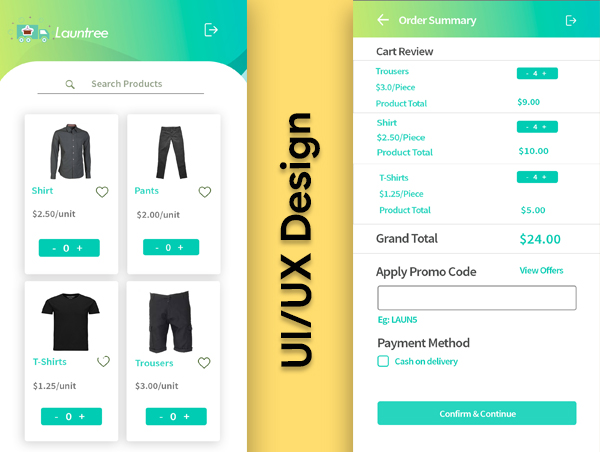 Launtree
Search Products
Shirt
$2.50/unit
- 0 +
Pants
$2.00/unit
- 0 +
T-Shirts
$1.25/unit
- 0 +
Trousers
$3.00/unit
- 0 +
UI/UX Design
Order Summary
Cart Review
Trousers
- 4 +
$3.0/Piece
Product Total $9.00
Shirt
- 4 +
$2.50/Piece
Product Total $10.00
T-Shirts
- 4 +
$1.25/Piece
Product Total $5.00
Grand Total $24.00
Apply Promo Code View Offers
Eg: LAUNS
Payment Method
Cash on delivery
Confirm & Continue